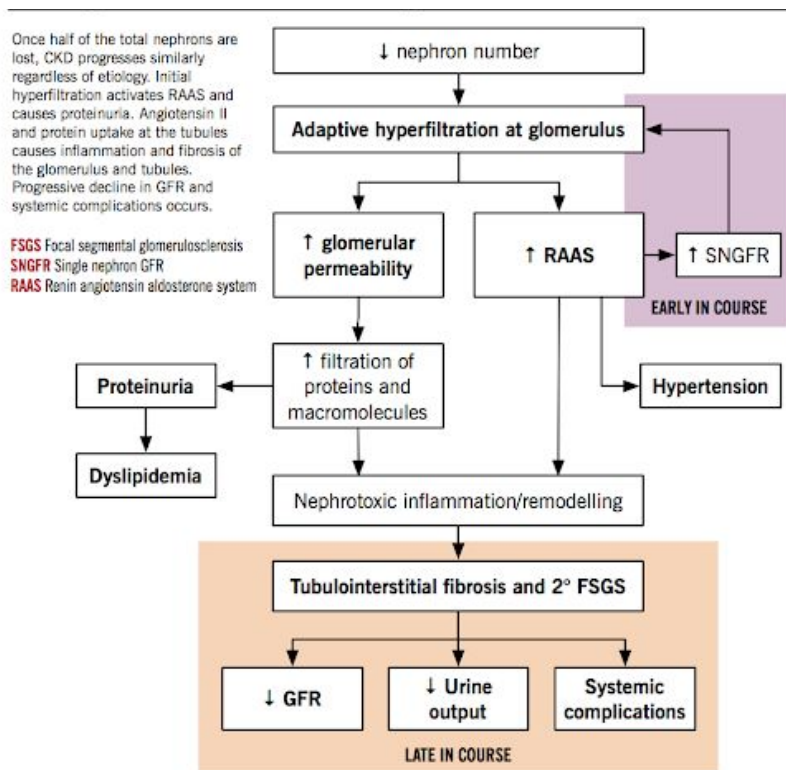 Once half of the total nephrons are
lost, CKD progresses similarly
regardless of etiology. Initial
hyperfiltration activates RAAS and
causes proteinuria. Angiotensin II
and protein uptake at the tubules
causes inflammation and fibrosis of
the glomerulus and tubules.
Progressive decline in GFR and
systemic complications occurs.
FSGS Focal segmental glomerulosclerosis
SNGFR Single nephron GFR
RAAS Renin angiotensin aldosterone system
↓ nephron number
Adaptive hyperfiltration at glomerulus
↑ glomerular
permeability
↑ RAAS
↑ SNGFR
EARLY IN COURSE
↑ filtration of
proteins and
macromolecules
Proteinuria
Hypertension
Dyslipidemia
Nephrotoxic inflammation/remodelling
Tubulointerstitial fibrosis and 2° FSGS
↓ GFR
↓ Urine
output
Systemic
complications
LATE IN COURSE